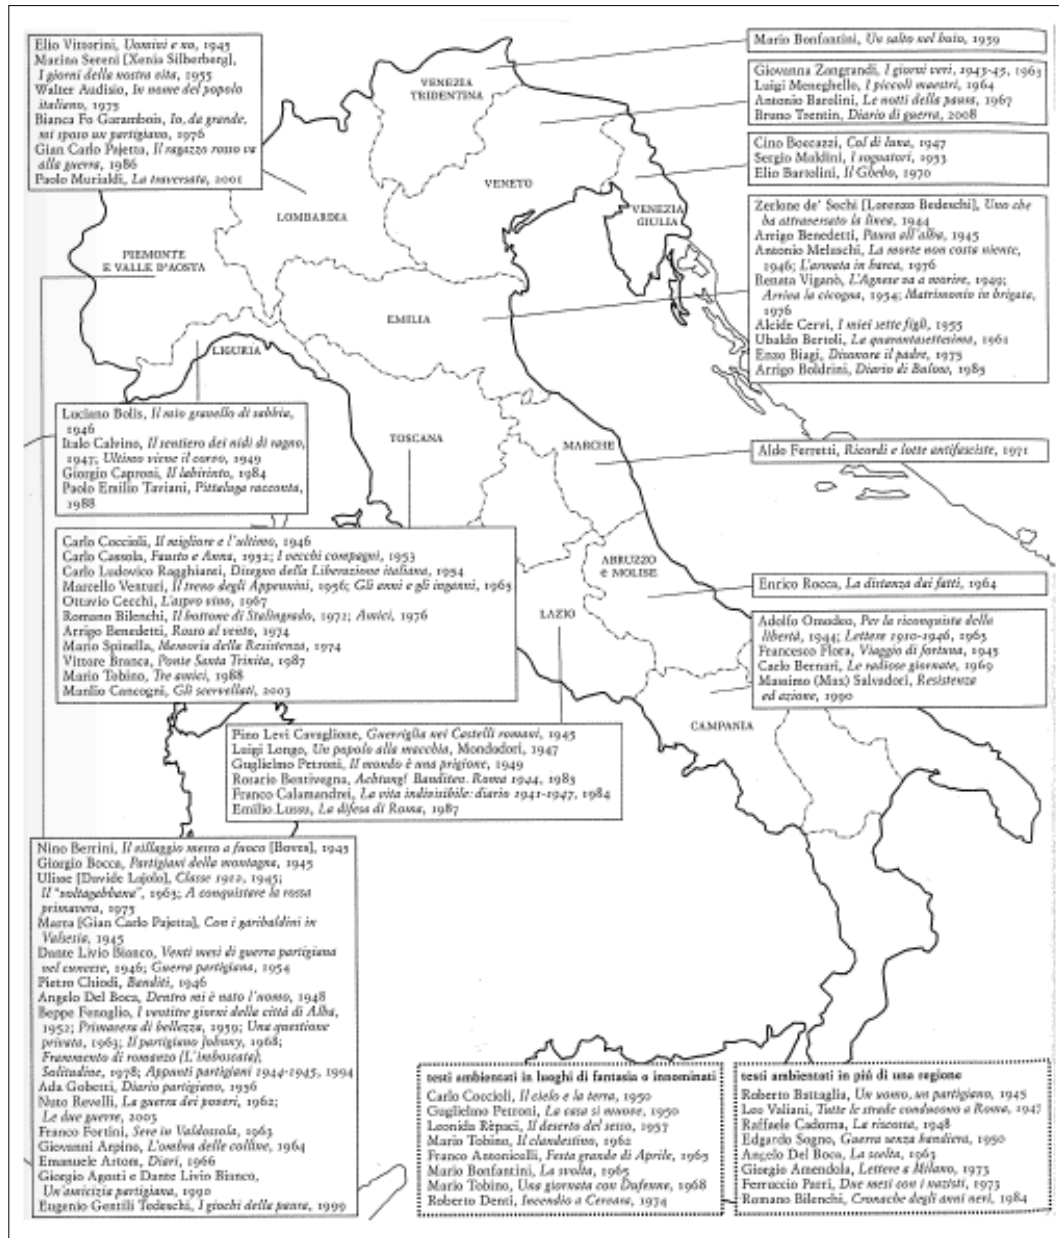 Elio Vittorini, Uomini e no, 1945
Marina Sereni [Xenia Silberberg],
I giorni della nostra vita, 1955
Walter Audisio, In nome del popolo
italiano, 1975
Bianca Fo Garambois, Io, da grande,
mi sposo un partigiano, 1976
Gian Carlo Pajetta, Il ragazzo rosso va
alla guerra, 1986
Paolo Murialdi, La traversata, 2001
Mario Bonfantini, Un salto nel buio, 1959
Giovanna Zangrandi, I giorni veri, 1943-45, 1963
Luigi Meneghello, I piccoli maestri, 1964
Antonio Barolini, Le notti della paura, 1967
Bruno Trentin, Diario di guerra, 2008
Cino Boccazzi, Col di luna, 1947
Sergio Maldini, I sognatori, 1953
Elio Bartolini, Il Ghebo, 1970
Zerlone de' Sochi [Lorenzo Bedeschi], Uno che
ha attraversato la linea, 1944
Arrigo Benedetti, Paura all'alba, 1945
Antonio Meluschi, La morte non costa niente,
1946; L'armata in barca, 1976
Renata Viganò, L'Agnese va a morire, 1949;
Arriva la cicogna, 1954; Matrimonio in brigata,
1976
Alcide Cervi, I miei sette figli, 1955
Ubaldo Bertoli, La quarantasettesima, 1961
Enzo Biagi, Disonora il padre, 1975
Arrigo Boldrini, Diario di Bulow, 1985
VENEZIA
TRIDENTINA
VENETO
LOMBARDIA
VENEZIA
GIULIA
PIEMONTE
E VALLE D'AOSTA
EMILIA
LIGURIA
TOSCANA
MARCHE
ABRUZZO
e MOLISE
LAZIO
CAMPANIA
Luciano Bolis, Il mio granello di sabbia,
1946
Italo Calvino, Il sentiero dei nidi di ragno,
1947; Ultimo viene il corvo, 1949
Giorgio Caproni, Il labirinto, 1984
Paolo Emilio Taviani, Pittaluga racconta,
1988
Aldo Ferretti, Ricordi e lotte antifasciste, 1971
Carlo Coccioli, Il migliore e l'ultimo, 1946
Carlo Cassola, Fausto e Anna, 1952; I vecchi compagni, 1953
Carlo Ludovico Ragghianti, Disegno della Liberazione italiana, 1954
Marcello Venturi, Il treno degli Appennini, 1956; Gli anni e gli inganni, 1965
Ottavio Cecchi, L'aspro vino, 1967
Romano Bilenchi, Il bottone di Stalingrado, 1972; Amici, 1976
Arrigo Benedetti, Rosso al vento, 1974
Mario Spinella, Memoria della Resistenza, 1974
Vittore Branca, Ponte Santa Trinita, 1987
Mario Tobino, Tre amici, 1988
Manlio Cancogni, Gli scervellati, 2003
Enrico Rocca, La distanza dai fatti, 1964
Adolfo Omodeo, Per la riconquista della
libertà, 1944; Lettere 1910-1946, 1963
Francesco Flora, Viaggio di fortuna, 1945
Carlo Bernari, Le radiose giornate, 1969
Massimo (Max) Salvadori, Resistenza
ed azione, 1990
Pino Levi Cavaglione, Guerriglia nei Castelli romani, 1945
Luigi Longo, Un popolo alla macchia, Mondadori, 1947
Guglielmo Petroni, Il mondo è una prigione, 1949
Rosario Bentivegna, Achtung! Banditen. Roma 1944, 1983
Franco Calamandrei, La vita indivisibile: diario 1941-1947, 1984
Emilio Lussu, La difesa di Roma, 1987
Nino Berrini, Il villaggio messo a fuoco [Boves], 1945
Giorgio Bocca, Partigiani della montagna, 1945
Ulisse [Davide Lajolo], Classe 1912, 1945;
Il "voltagabbana", 1963; A conquistare la rossa
primavera, 1975
Marra [Gian Carlo Pajetta], Con i garibaldini in
Valsesia, 1945
Dante Livio Bianco, Venti mesi di guerra partigiana
nel cuneese, 1946; Guerra partigiana, 1954
Pietro Chiodi, Banditi, 1946
Angelo Del Boca, Dentro mi è nato l'uomo, 1948
Beppe Fenoglio, I ventitre giorni della città di Alba,
1952; Primavera di bellezza, 1959; Una questione
privata, 1963; Il partigiano Johnny, 1968;
Frammento di romanzo [L'imboscata];
Solitudine, 1978; Appunti partigiani 1944-1945, 1994
Ada Gobetti, Diario partigiano, 1956
Nuto Revelli, La guerra dei poveri, 1962;
Le due guerre, 2003
Franco Fortini, Sere in Valdossola, 1963
Giovanni Arpino, L'ombra delle colline, 1964
Emanuele Artom, Diari, 1966
Giorgio Agosti e Dante Livio Bianco,
Un'amicizia partigiana, 1990
Eugenio Gentili Tedeschi, I giochi della paura, 1999
testi ambientati in luoghi di fantasia o innominati
Carlo Coccioli, Il cielo e la terra, 1950
Guglielmo Petroni, La casa si muove, 1950
Leonida Rèpaci, Il deserto del sesso, 1957
Mario Tobino, Il clandestino, 1962
Franco Antonicelli, Festa grande di Aprile, 1963
Mario Bonfantini, La svolta, 1965
Mario Tobino, Una giornata con Dufenne, 1968
Roberto Denti, Incendio a Cervara, 1974
testi ambientati in più di una regione
Roberto Battaglia, Un uomo, un partigiano, 1945
Leo Valiani, Tutte le strade conducono a Roma, 1947
Raffaele Cadorna, La riscossa, 1948
Edgardo Sogno, Guerra senza bandiera, 1950
Angelo Del Boca, La scelta, 1963
Giorgio Amendola, Lettere a Milano, 1973
Ferruccio Parri, Due mesi con i nazisti, 1973
Romano Bilenchi, Cronache degli anni neri, 1984